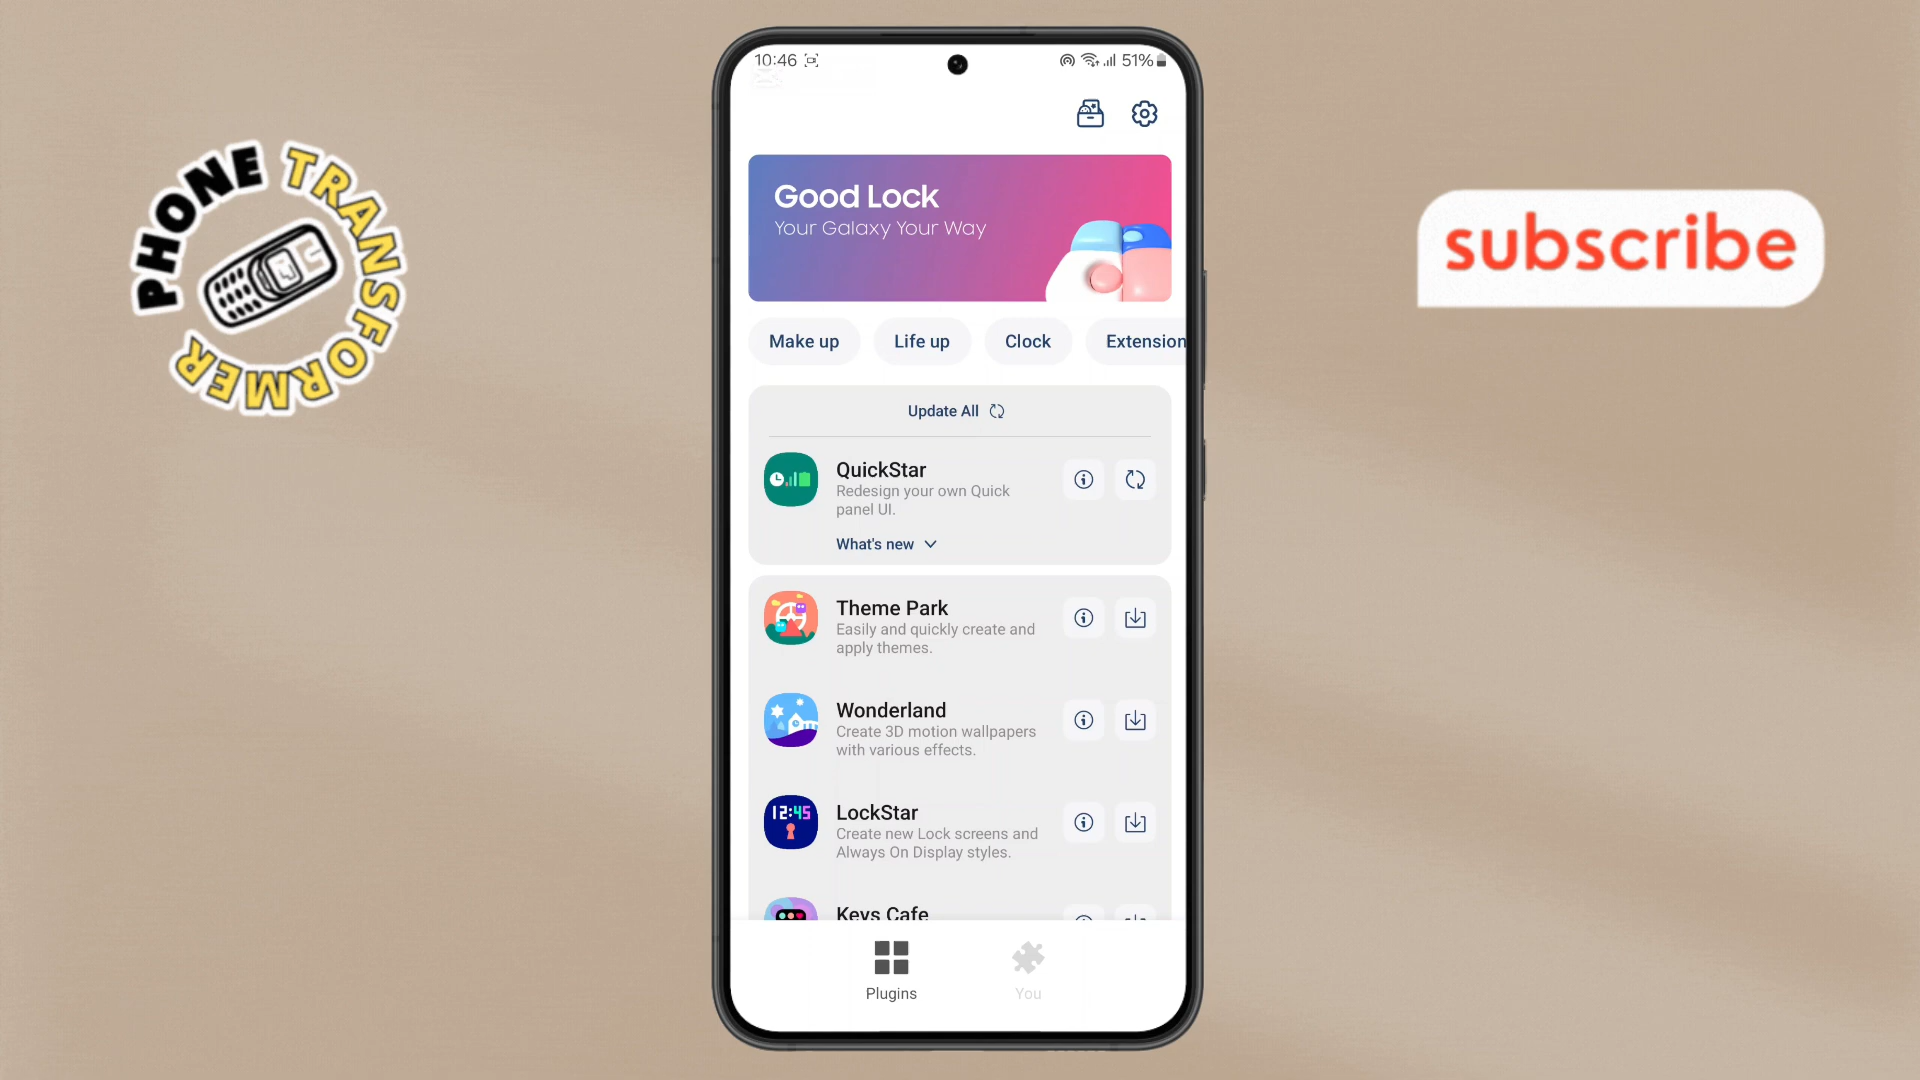 PHONE TRANSFORMER
subscribe
10:46
51%
Good Lock
Your Galaxy Your Way
Make up
Life up
Clock
Extension
Update All
QuickStar
Redesign your own Quick
panel UI.
What's new
Theme Park
Easily and quickly create and
apply themes.
Wonderland
Create 3D motion wallpapers
with various effects.
12:45
LockStar
Create new Lock screens and
Always On Display styles.
Keys Cafe
Plugins
You